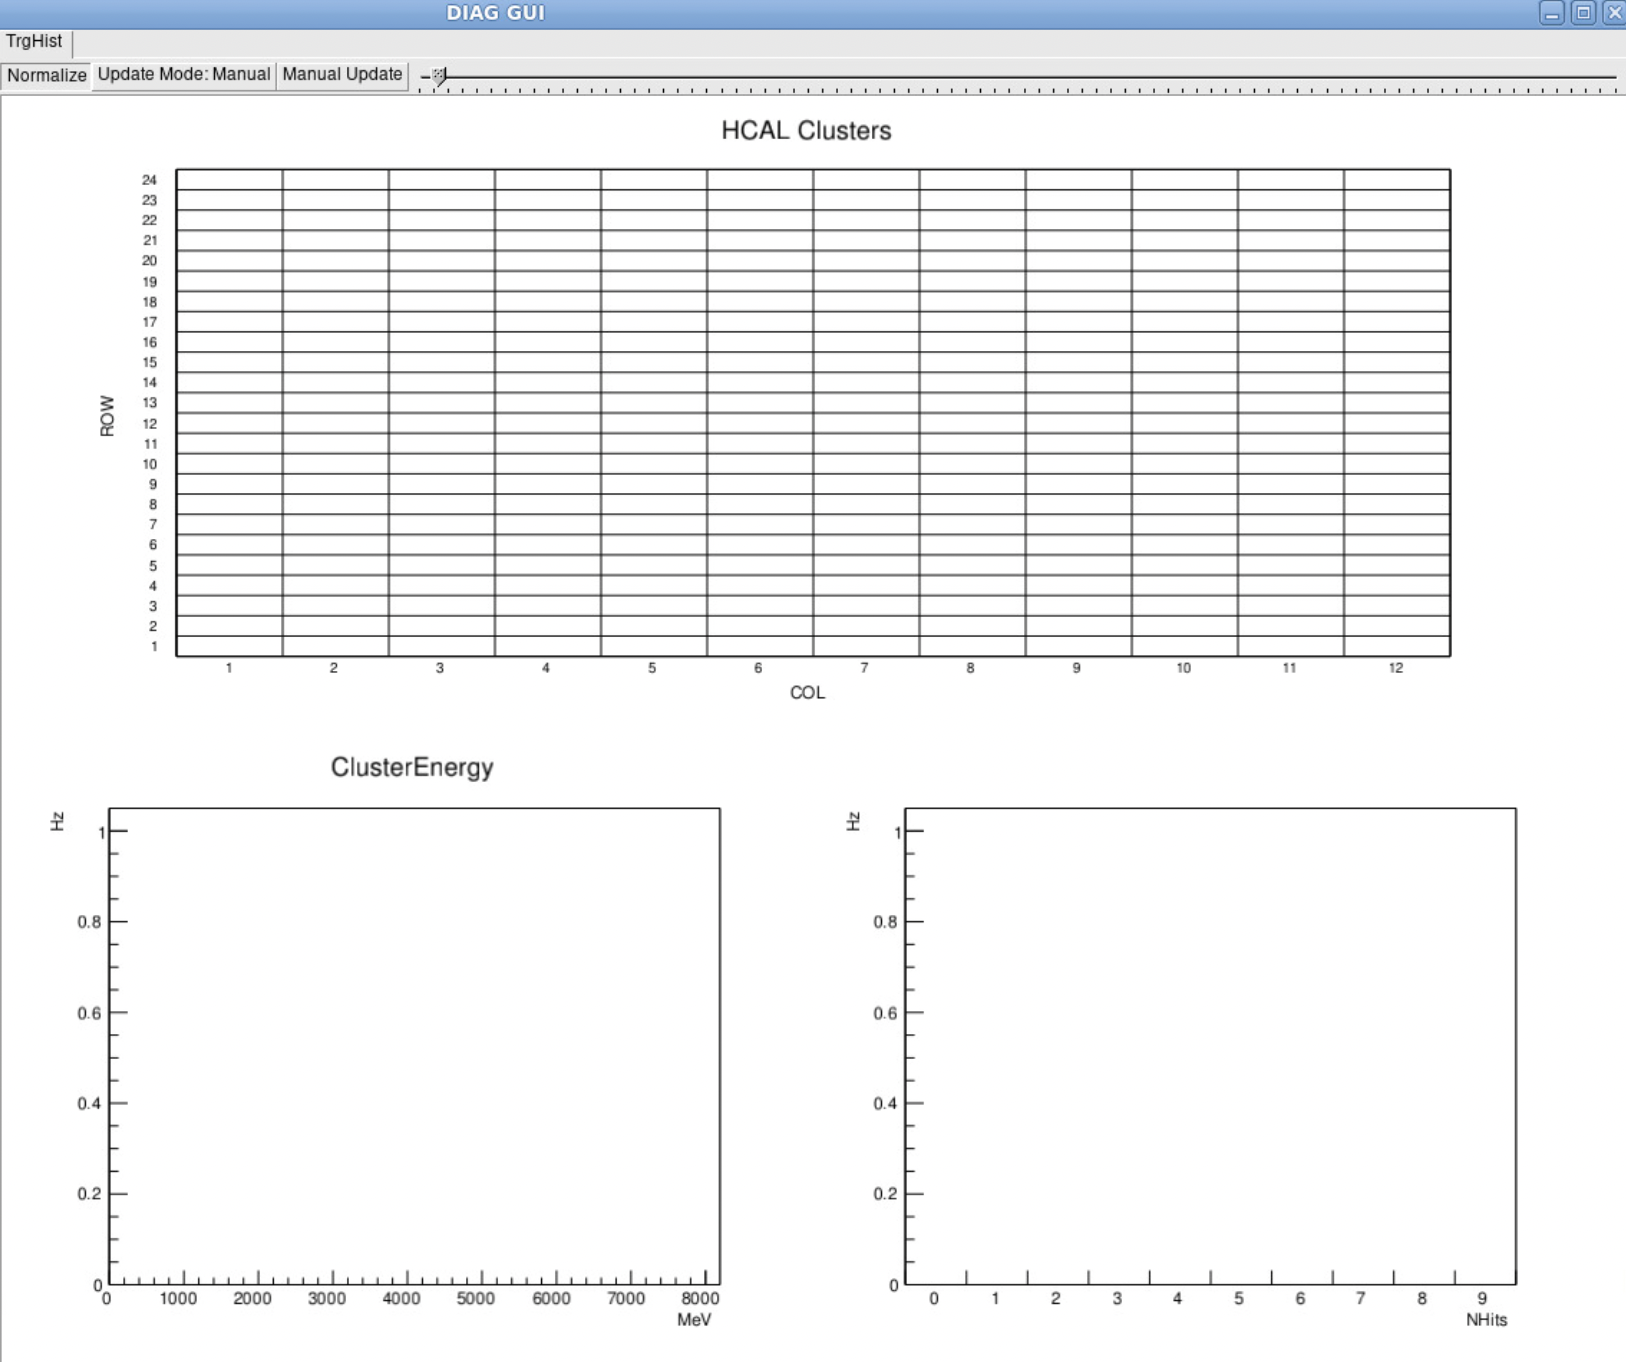 DIAG GUI
TrgHist
Normalize Update Mode: Manual Manual Update
HCAL Clusters
24
23
22
21
20
19
18
17
16
15
14
13
12
11
10
9
8
7
6
5
4
3
2
1
ROW
1 2 3 4 5 6 7 8 9 10 11 12
COL
ClusterEnergy
Hz
1
0.8
0.6
0.4
0.2
0
0 1000 2000 3000 4000 5000 6000 7000 8000
MeV
Hz
1
0.8
0.6
0.4
0.2
0
0 1 2 3 4 5 6 7 8 9
NHits